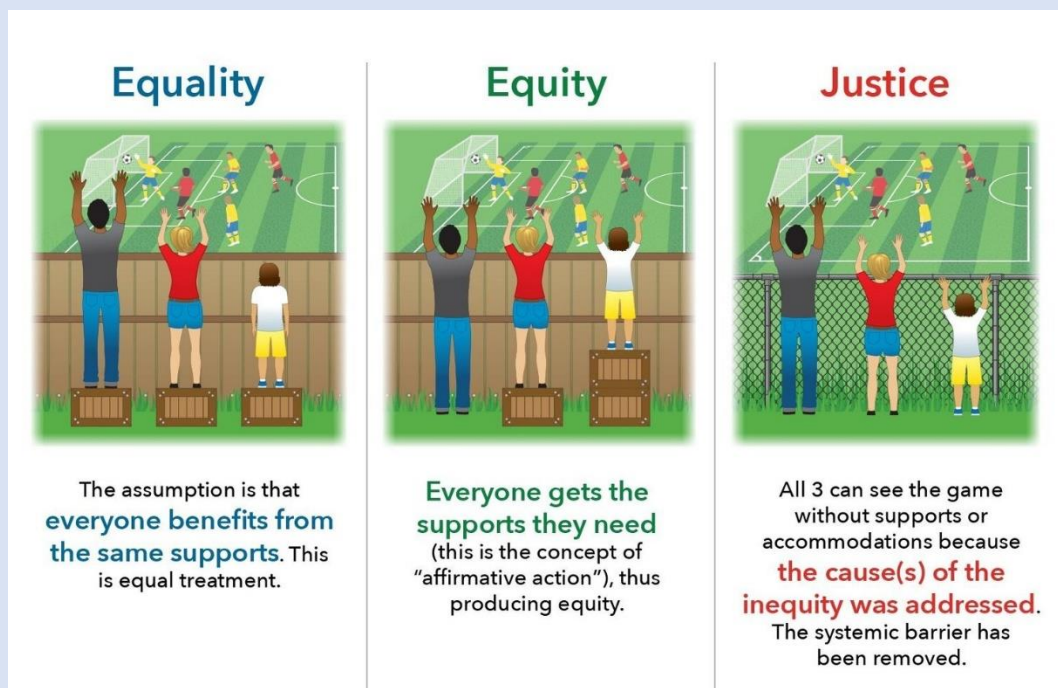 Equality
The assumption is that
everyone benefits from
the same supports. This
is equal treatment.
Equity
Everyone gets the
supports they need
(this is the concept of
“affirmative action”), thus
producing equity.
Justice
All 3 can see the game
without supports or
accommodations because
the cause(s) of the
inequity was addressed.
The systemic barrier has
been removed.